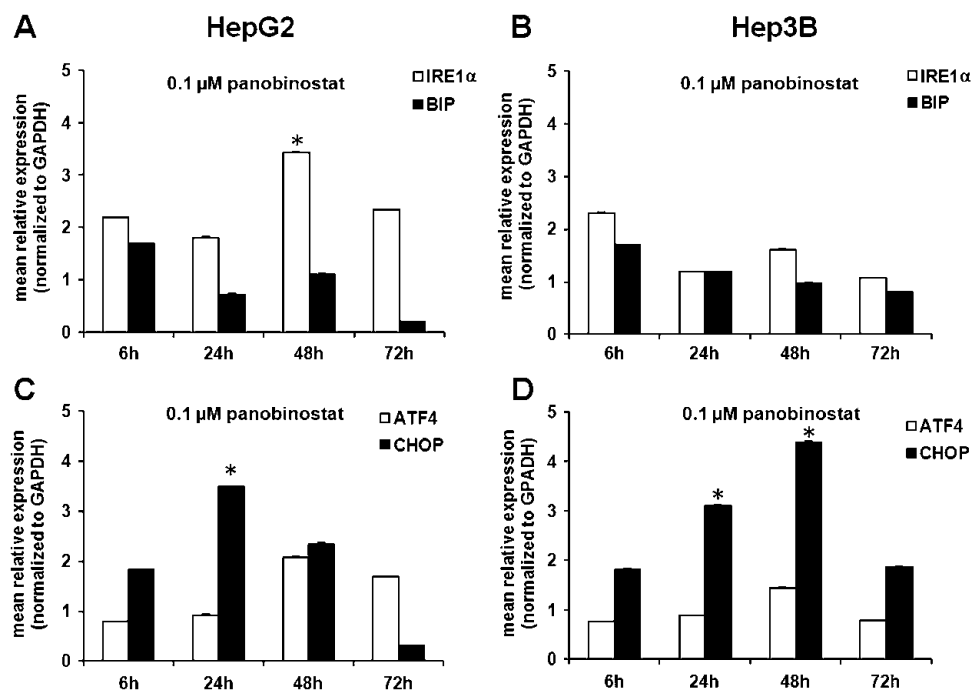 A HepG2
0.1 µM panobinostat
IRE1α
BIP
mean relative expression
(normalized to GAPDH)
5
4
3
2
1
0
*
6h 24h 48h 72h
B Hep3B
0.1 µM panobinostat
IRE1α
BIP
mean relative expression
(normalized to GAPDH)
5
4
3
2
1
0
6h 24h 48h 72h
C
0.1 µM panobinostat
ATF4
CHOP
mean relative expression
(normalized to GAPDH)
5
4
3
2
1
0
*
6h 24h 48h 72h
D
0.1 µM panobinostat
ATF4
CHOP
mean relative expression
(normalized to GPADH)
5
4
3
2
1
0
* *
6h 24h 48h 72h